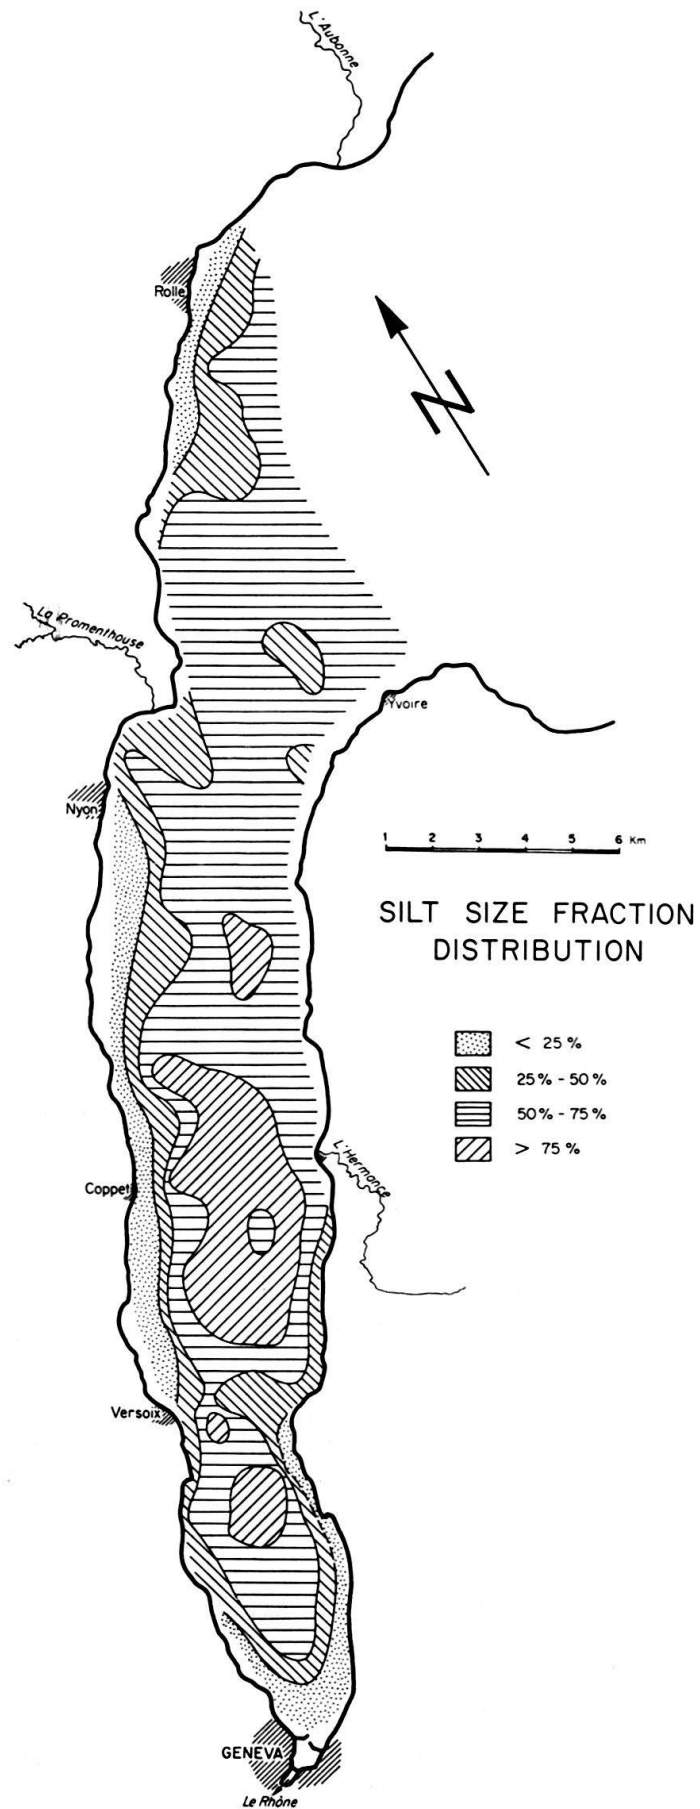 L'Aubonne
Rolle
N
La Promenthouse
Yvoire
Nyon
1 2 3 4 5 6 Km
SILT SIZE FRACTION
DISTRIBUTION
< 25 %
25% - 50%
50% - 75%
> 75 %
L'Hermance
Coppet
Versoix
GENEVA
Le Rhône